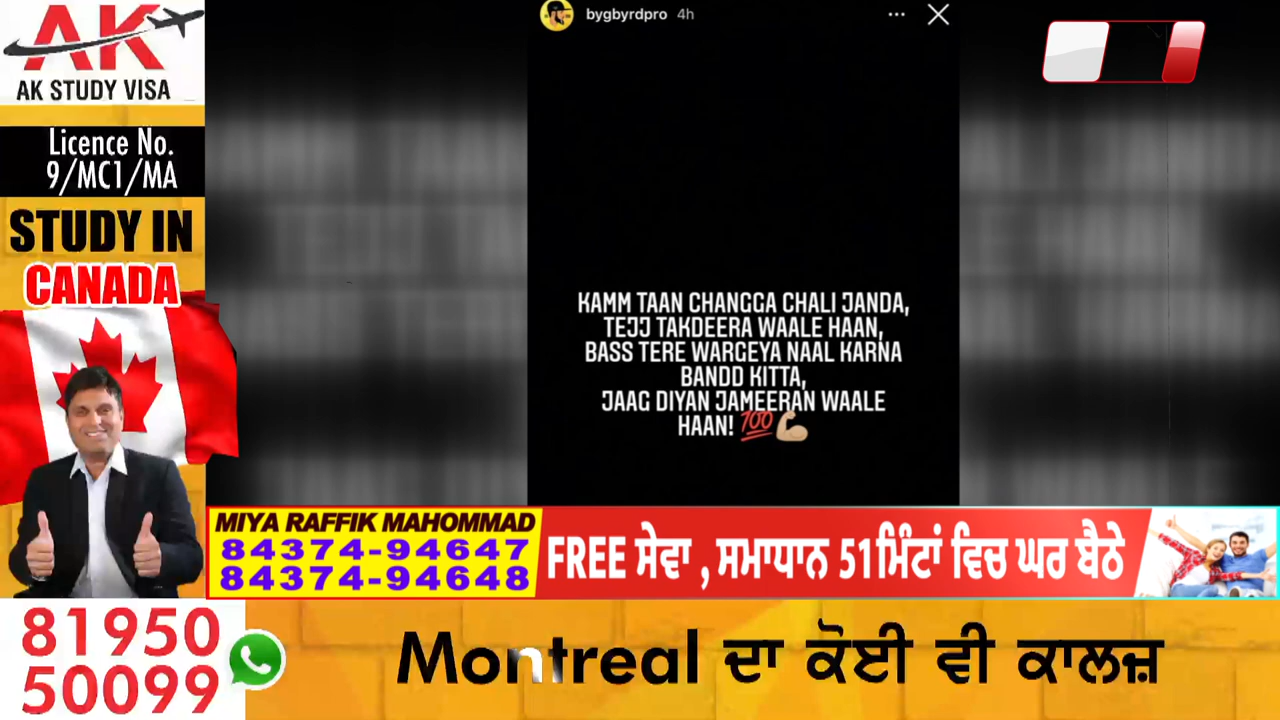 AK
AK STUDY VISA
Licence No.
9/MC1/MA
STUDY IN
CANADA
bygbyrdpro 4h
KAMM TAAN CHANGGA CHALI JANDA,
TEJJ TAKDEERA WAALE HAAN,
BASS TERE WARGEYA NAAL KARNA
BANDD KITTA,
JAAG DIYAN JAMEERAN WAALE
HAAN! 💯💪🏼
MIYA RAFFIK MAHOMMAD
84374-94647
84374-94648
FREE ਸੇਵਾ , ਸਮਾਧਾਨ 51ਮਿੰਟਾਂ ਵਿਚ ਘਰ ਬੈਠੇ
81950
50099
Montreal ਦਾ ਕੋਈ ਵੀ ਕਾਲਜ਼